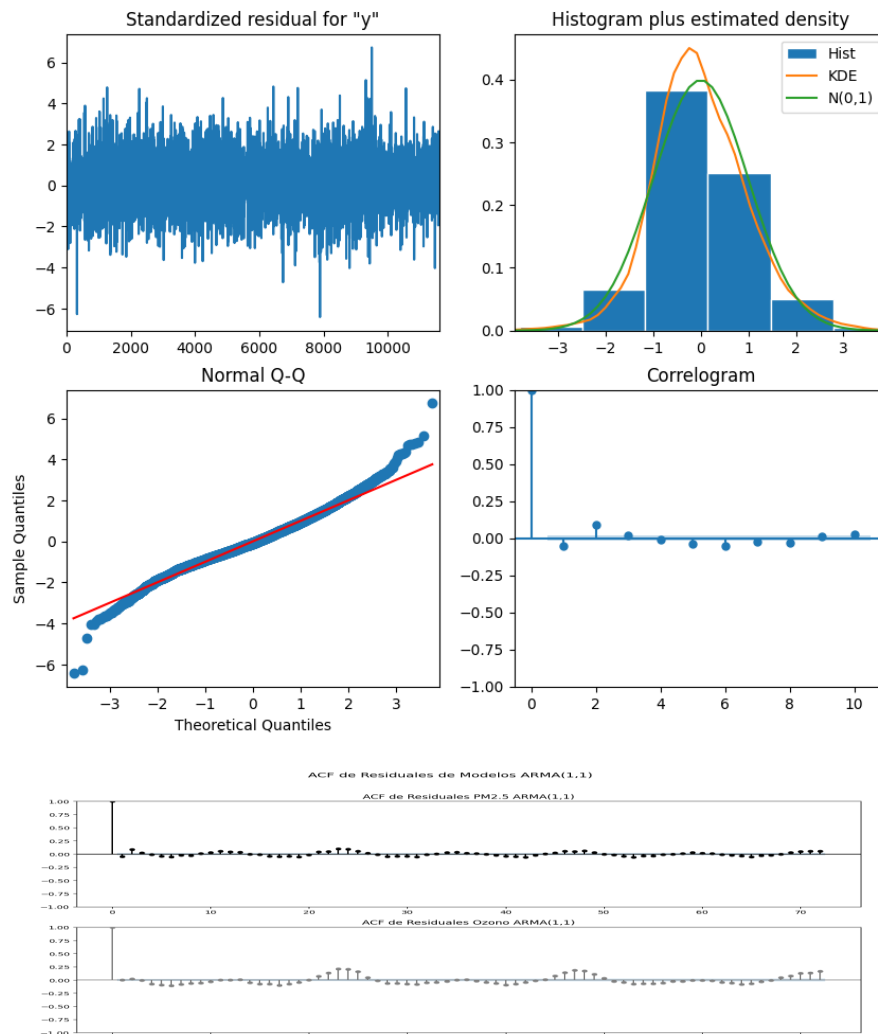 Standardized residual for "y"
6
4
2
0
−2
−4
−6
0 2000 4000 6000 8000 10000
Histogram plus estimated density
Hist
KDE
N(0,1)
0.4
0.3
0.2
0.1
0.0
−3 −2 −1 0 1 2 3
Normal Q-Q
Sample Quantiles
6
4
2
0
−2
−4
−6
−3 −2 −1 0 1 2 3
Theoretical Quantiles
Correlogram
1.00
0.75
0.50
0.25
0.00
−0.25
−0.50
−0.75
−1.00
0 2 4 6 8 10
ACF de Residuales de Modelos ARMA(1,1)
ACF de Residuales PM2.5 ARMA(1,1)
1.00
0.75
0.50
0.25
0.00
−0.25
−0.50
−0.75
−1.00
0 10 20 30 40 50 60 70
ACF de Residuales Ozono ARMA(1,1)
1.00
0.75
0.50
0.25
0.00
−0.25
−0.50
−0.75
−1.00